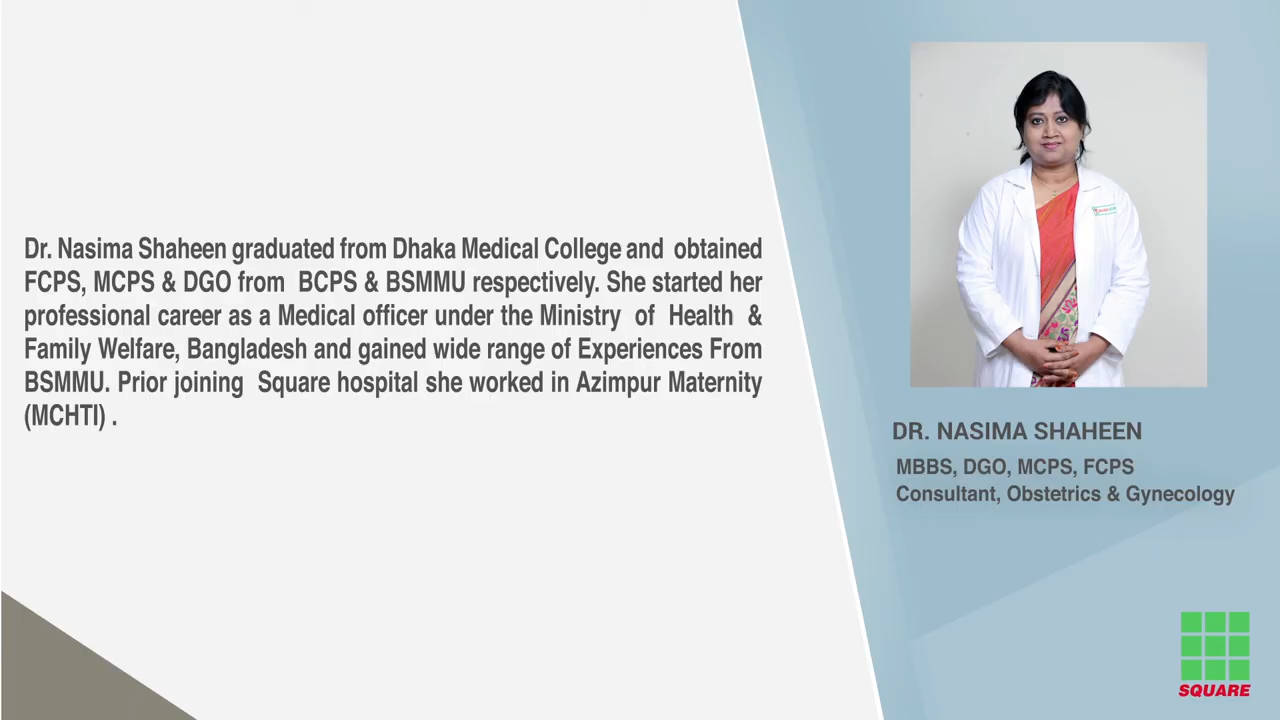 Dr. Nasima Shaheen graduated from Dhaka Medical College and obtained
FCPS, MCPS & DGO from BCPS & BSMMU respectively. She started her
professional career as a Medical officer under the Ministry of Health &
Family Welfare, Bangladesh and gained wide range of Experiences From
BSMMU. Prior joining Square hospital she worked in Azimpur Maternity
(MCHTI) .
DR. NASIMA SHAHEEN
MBBS, DGO, MCPS, FCPS
Consultant, Obstetrics & Gynecology
SQUARE